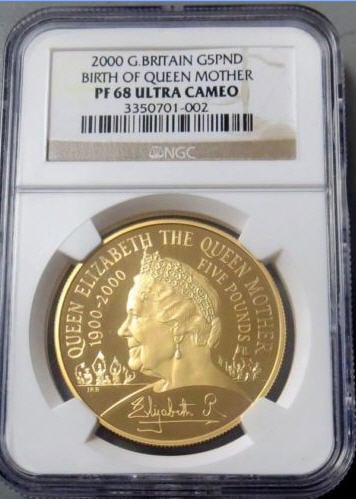 2000 G.BRITAIN G5PND
BIRTH OF QUEEN MOTHER
PF 68 ULTRA CAMEO
3350701-002
NGC
QUEEN ELIZABETH THE QUEEN MOTHER
1900-2000
FIVE POUNDS
IRB
Elizabeth R